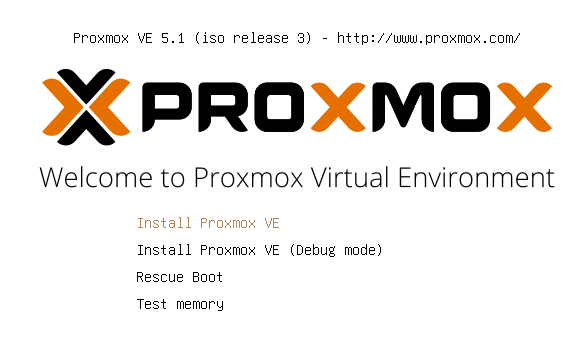 Proxmox VE 5.1 (iso release 3) - http://www.proxmox.com/
PROXMOX
Welcome to Proxmox Virtual Environment
Install Proxmox VE
Install Proxmox VE (Debug mode)
Rescue Boot
Test memory